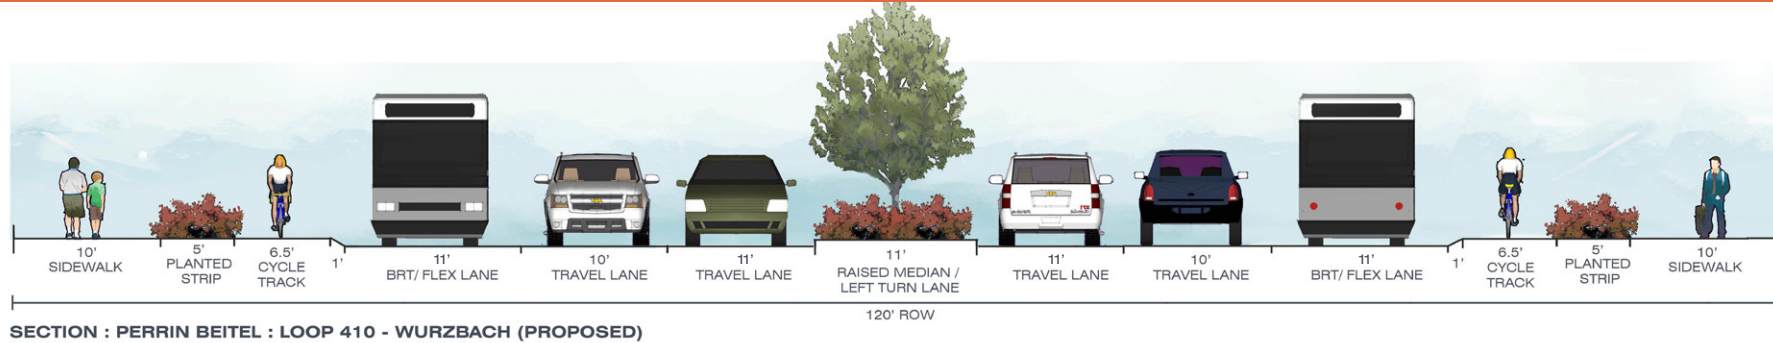 10'
SIDEWALK
5'
PLANTED
STRIP
6.5'
CYCLE
TRACK
1'
11'
BRT/ FLEX LANE
10'
TRAVEL LANE
11'
TRAVEL LANE
11'
RAISED MEDIAN /
LEFT TURN LANE
11'
TRAVEL LANE
10'
TRAVEL LANE
11'
BRT/ FLEX LANE
1'
6.5'
CYCLE
TRACK
5'
PLANTED
STRIP
10'
SIDEWALK
120' ROW
SECTION : PERRIN BEITEL : LOOP 410 - WURZBACH (PROPOSED)